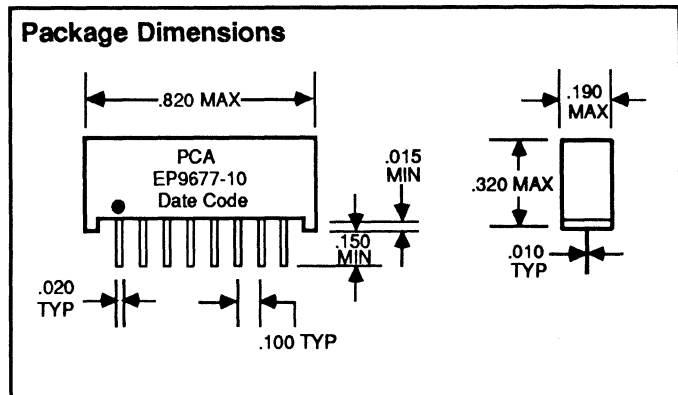 Package Dimensions
.820 MAX
.190
MAX
PCA
EP9677-10
Date Code
.015
MIN
.320 MAX
.150
MIN
.010
TYP
.020
TYP
.100 TYP